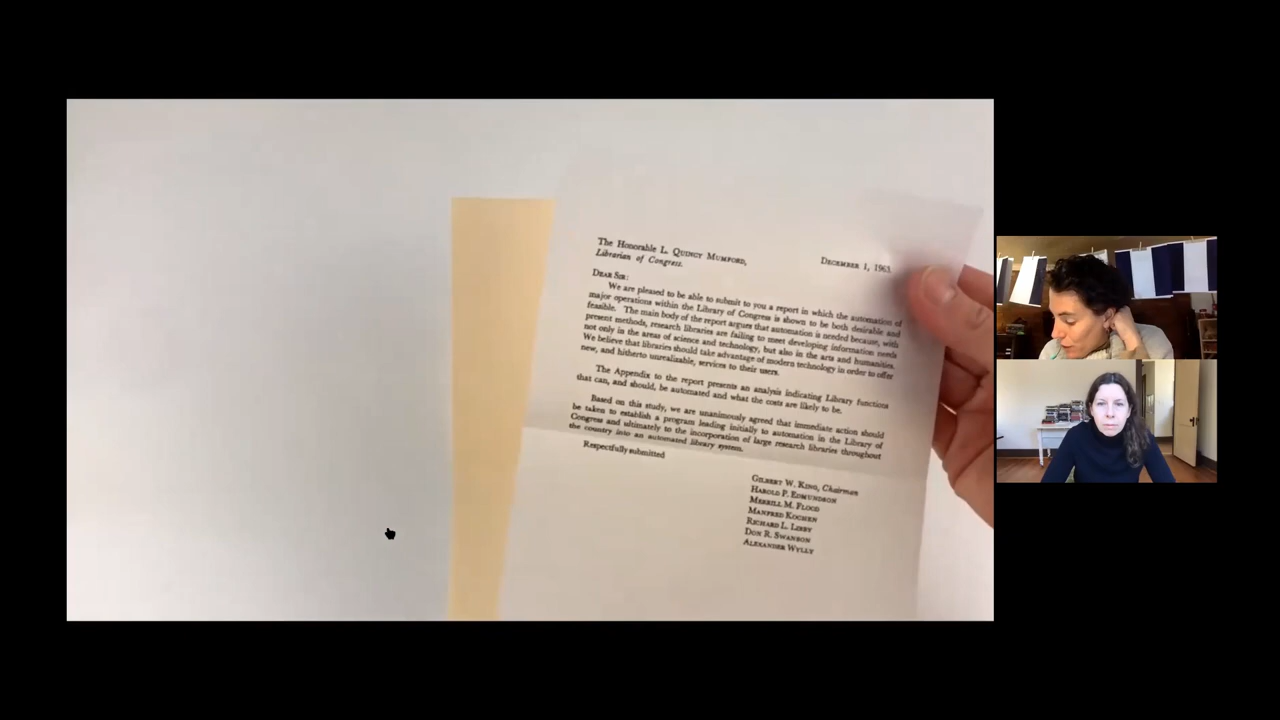 The Honorable L. Quincy Mumford,
Librarian of Congress.
December 1, 1963
Dear Sir:
We are pleased to be able to submit to you a report in which the automation of
major operations within the Library of Congress is shown to be both desirable and
feasible. The main body of the report argues that automation is needed because, with
present methods, research libraries are failing to meet developing information needs
not only in the areas of science and technology, but also in the arts and humanities.
We believe that libraries should take advantage of modern technology in order to offer
new, and hitherto unrealizable, services to their users.
The Appendix to the report presents an analysis indicating Library functions
that can, and should, be automated and what the costs are likely to be.
Based on this study, we are unanimously agreed that immediate action should
be taken to establish a program leading initially to automation in the Library of
Congress and ultimately to the incorporation of large research libraries throughout
the country into an automated library system.
Respectfully submitted
Gilbert W. King, Chairman
Harold P. Edmundson
Merrill M. Flood
Manfred Kochen
Richard L. Libby
Don R. Swanson
Alexander Wylly